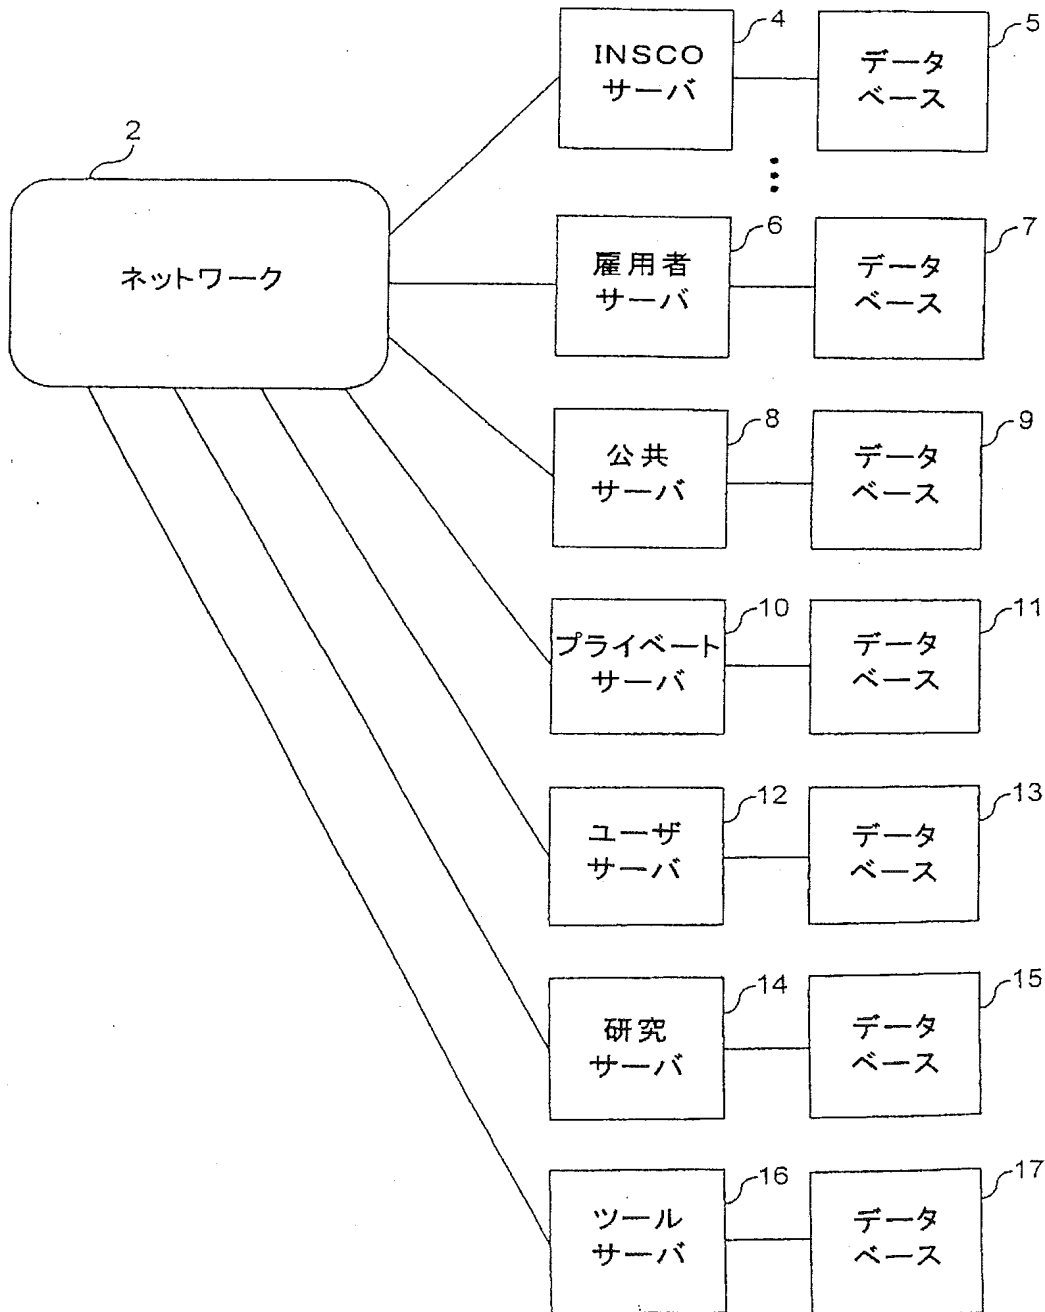 4
INSCO
サーバ
5
データ
ベース
2
ネットワーク
6
雇用者
サーバ
7
データ
ベース
8
公共
サーバ
9
データ
ベース
10
プライベート
サーバ
11
データ
ベース
12
ユーザ
サーバ
13
データ
ベース
14
研究
サーバ
15
データ
ベース
16
ツール
サーバ
17
データ
ベース